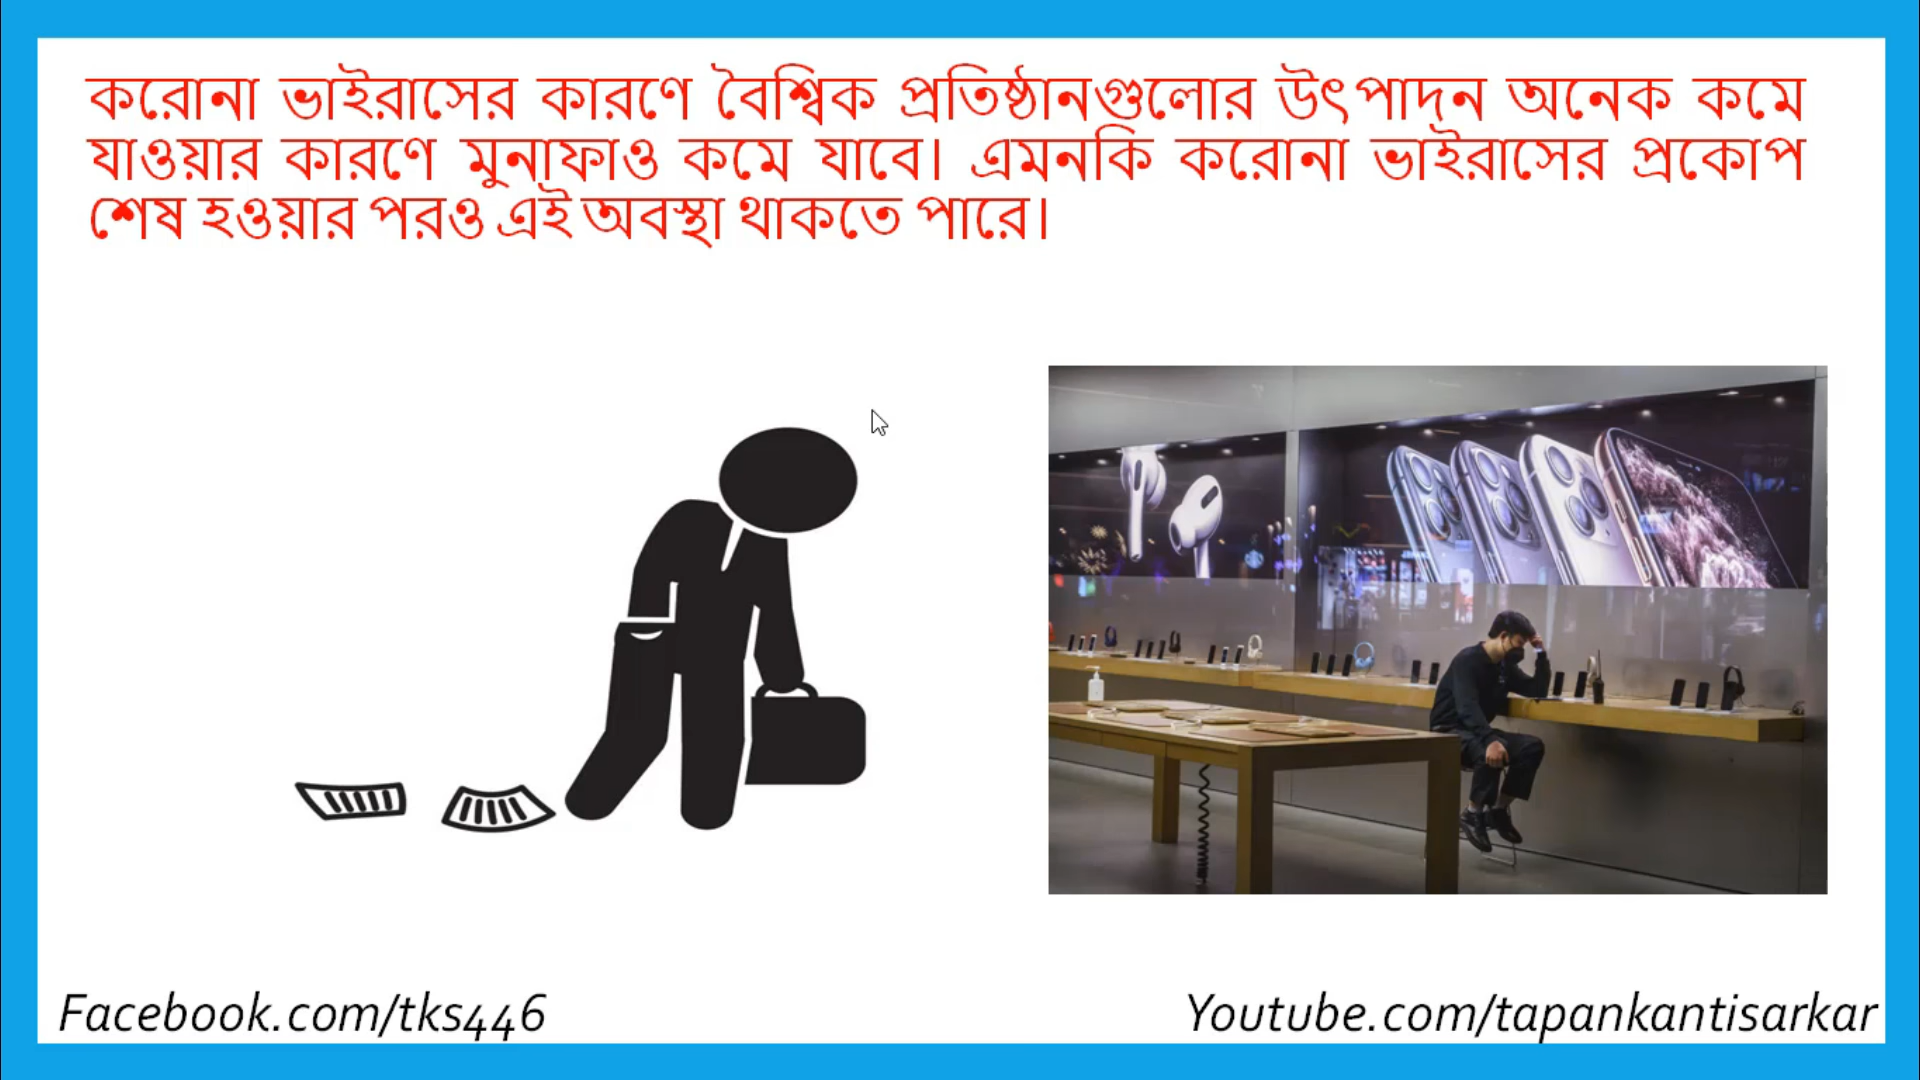 করোনা ভাইরাসের কারণে বৈশ্বিক প্রতিষ্ঠানগুলোর উৎপাদন অনেক কমে
যাওয়ার কারণে মুনাফাও কমে যাবে। এমনকি করোনা ভাইরাসের প্রকোপ
শেষ হওয়ার পরও এই অবস্থা থাকতে পারে।
Facebook.com/tks446
Youtube.com/tapankantisarkar